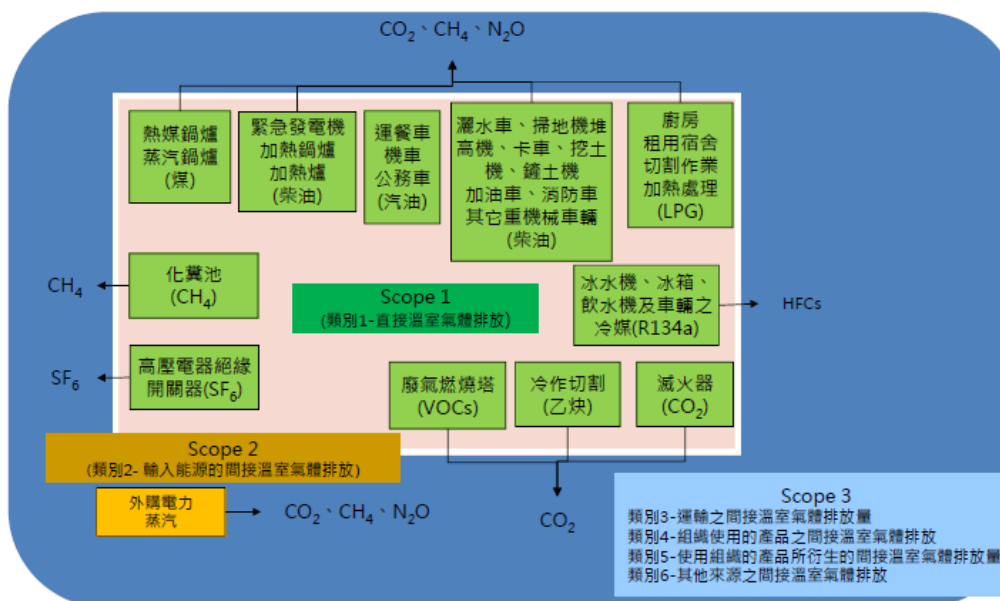 CO₂、CH₄、N₂O
熱媒鍋爐
蒸汽鍋爐
(煤)
緊急發電機
加熱鍋爐
加熱爐
(柴油)
運餐車
機車
公務車
(汽油)
灑水車、掃地機堆
高機、卡車、挖土
機、鏟土機
加油車、消防車
其它重機械車輛
(柴油)
廚房
租用宿舍
切割作業
加熱處理
(LPG)
CH₄
化糞池
(CH₄)
Scope 1
(類別1-直接溫室氣體排放)
冰水機、冰箱、
飲水機及車輛之
冷媒(R134a)
HFCs
SF₆
高壓電器絕緣
開關器(SF₆)
廢氣燃燒塔
(VOCs)
冷作切割
(乙炔)
滅火器
(CO₂)
Scope 2
(類別2- 輸入能源的間接溫室氣體排放)
外購電力
蒸汽
CO₂、CH₄、N₂O
CO₂
Scope 3
類別3-運輸之間接溫室氣體排放量
類別4-組織使用的產品之間接溫室氣體排放
類別5-使用組織的產品所衍生的間接溫室氣體排放量
類別6-其他來源之間接溫室氣體排放